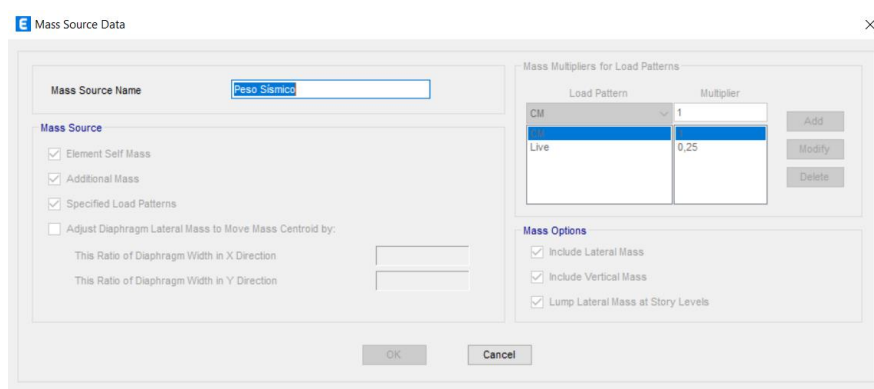 E Mass Source Data
Mass Source Name
Peso Sísmico
Mass Source
Element Self Mass
Additional Mass
Specified Load Patterns
Adjust Diaphragm Lateral Mass to Move Mass Centroid by:
This Ratio of Diaphragm Width in X Direction
This Ratio of Diaphragm Width in Y Direction
Mass Multipliers for Load Patterns
Load Pattern Multiplier
CM 1
CM 1
Live 0,25
Add
Modify
Delete
Mass Options
Include Lateral Mass
Include Vertical Mass
Lump Lateral Mass at Story Levels
OK Cancel